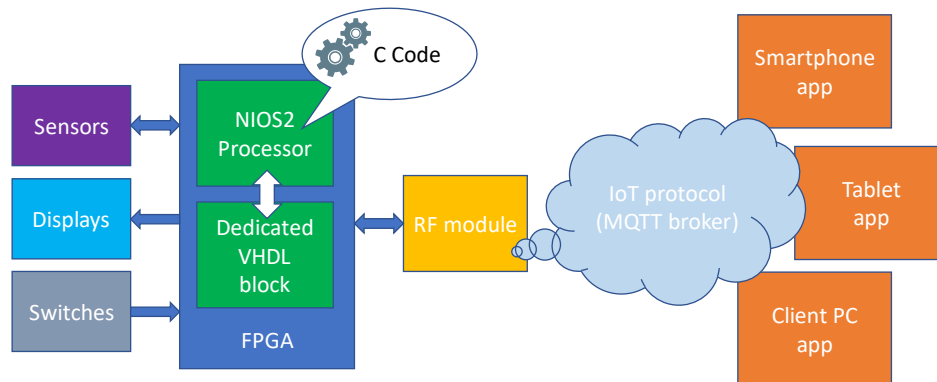 C Code
Smartphone
app
Sensors
NIOS2
Processor
Displays
Dedicated
VHDL
block
RF module
IoT protocol
(MQTT broker)
Tablet
app
Switches
FPGA
Client PC
app